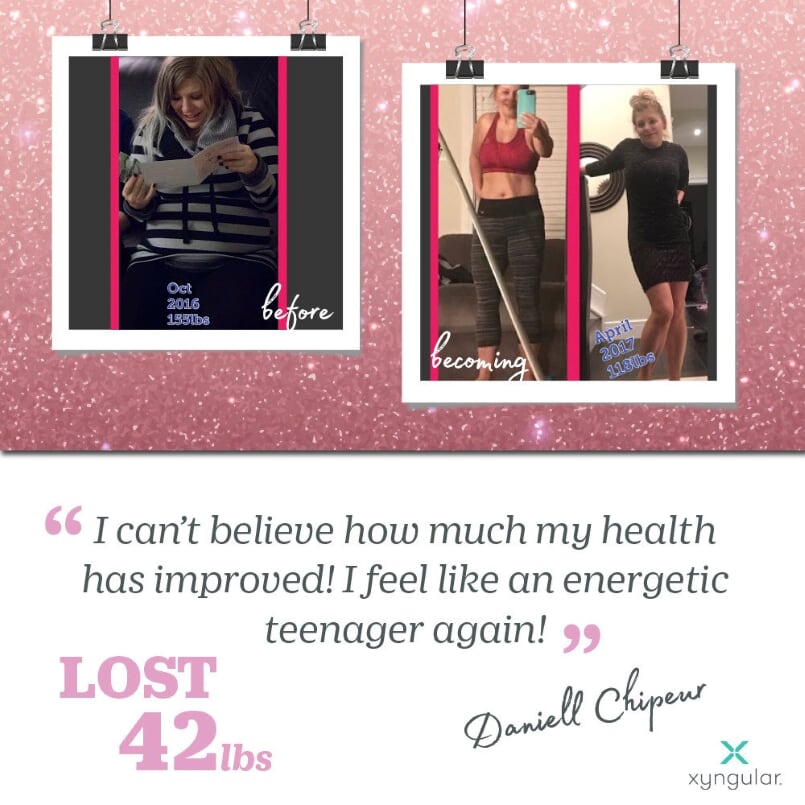 Oct
2016
155lbs
before
becoming
April
2017
113lbs
“ I can’t believe how much my health
has improved! I feel like an energetic
teenager again! ”
LOST
42lbs
Daniell Chipeur
xyngular.